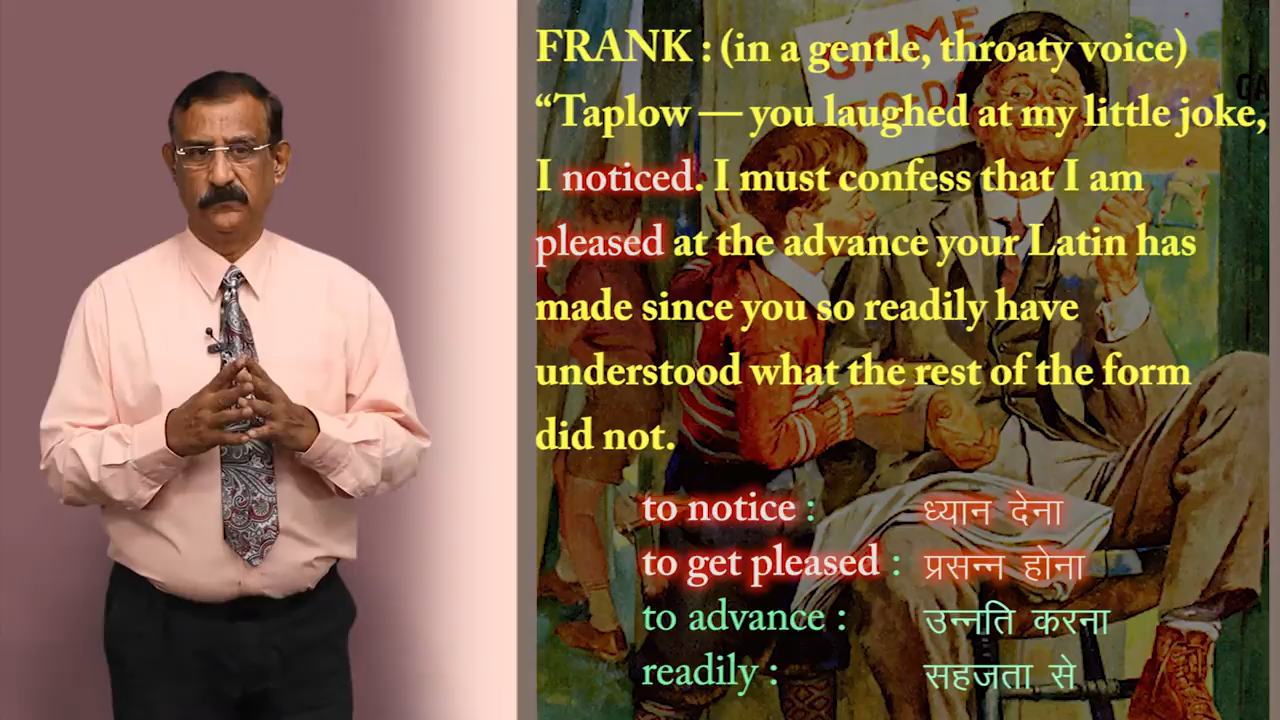 FRANK : (in a gentle, throaty voice)
“Taplow — you laughed at my little joke,
I noticed. I must confess that I am
pleased at the advance your Latin has
made since you so readily have
understood what the rest of the form
did not.
to notice : ध्यान देना
to get pleased : प्रसन्न होना
to advance : उन्नति करना
readily : सहजता से
GAME